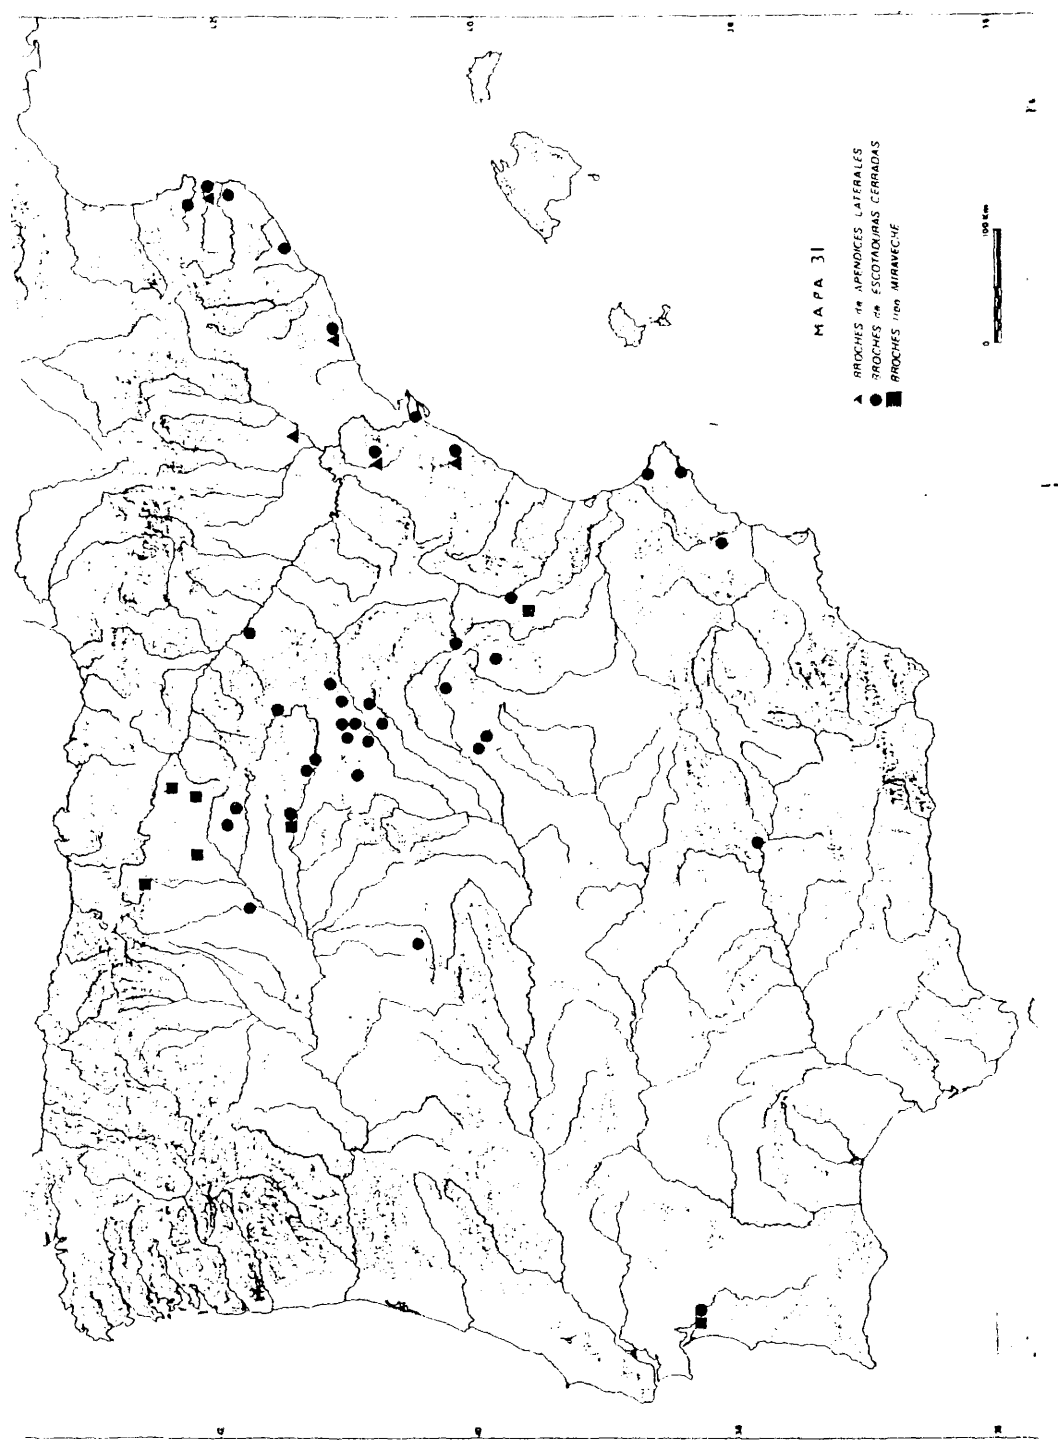 MAPA 31
▲ BROCHES de APENDICES LATERALES
● BROCHES de ESCOTADURAS CERRADAS
■ BROCHES tipo MIRAVECHE
0 100 Km